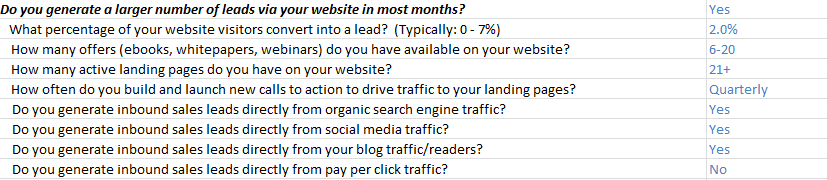 Do you generate a larger number of leads via your website in most months? Yes
What percentage of your website visitors convert into a lead? (Typically: 0 - 7%) 2.0%
How many offers (ebooks, whitepapers, webinars) do you have available on your website? 6-20
How many active landing pages do you have on your website? 21+
How often do you build and launch new calls to action to drive traffic to your landing pages? Quarterly
Do you generate inbound sales leads directly from organic search engine traffic? Yes
Do you generate inbound sales leads directly from social media traffic? Yes
Do you generate inbound sales leads directly from your blog traffic/readers? Yes
Do you generate inbound sales leads directly from pay per click traffic? No